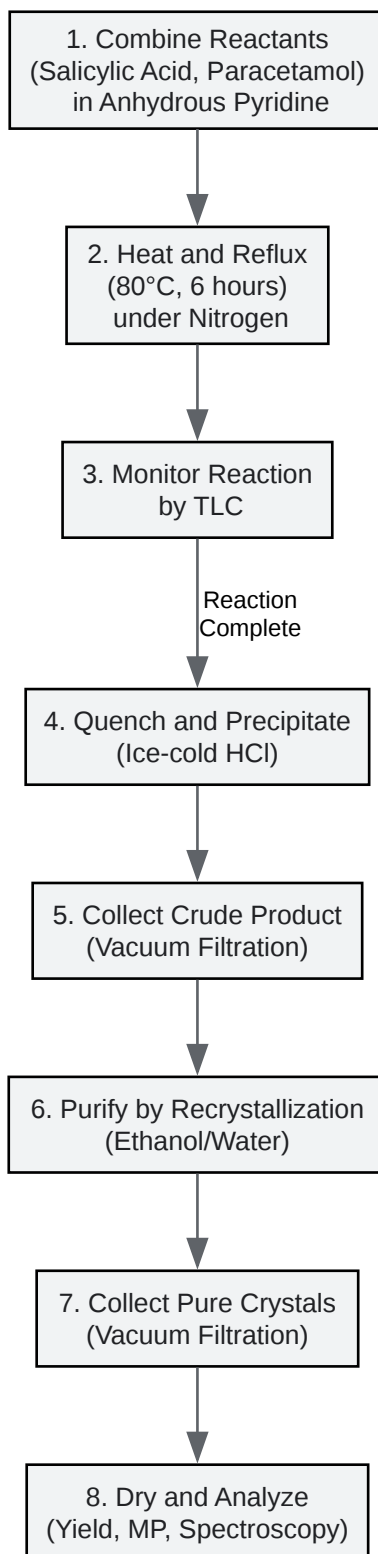 1. Combine Reactants
(Salicylic Acid, Paracetamol)
in Anhydrous Pyridine
2. Heat and Reflux
(80°C, 6 hours)
under Nitrogen
3. Monitor Reaction
by TLC
Reaction
Complete
4. Quench and Precipitate
(Ice-cold HCl)
5. Collect Crude Product
(Vacuum Filtration)
6. Purify by Recrystallization
(Ethanol/Water)
7. Collect Pure Crystals
(Vacuum Filtration)
8. Dry and Analyze
(Yield, MP, Spectroscopy)